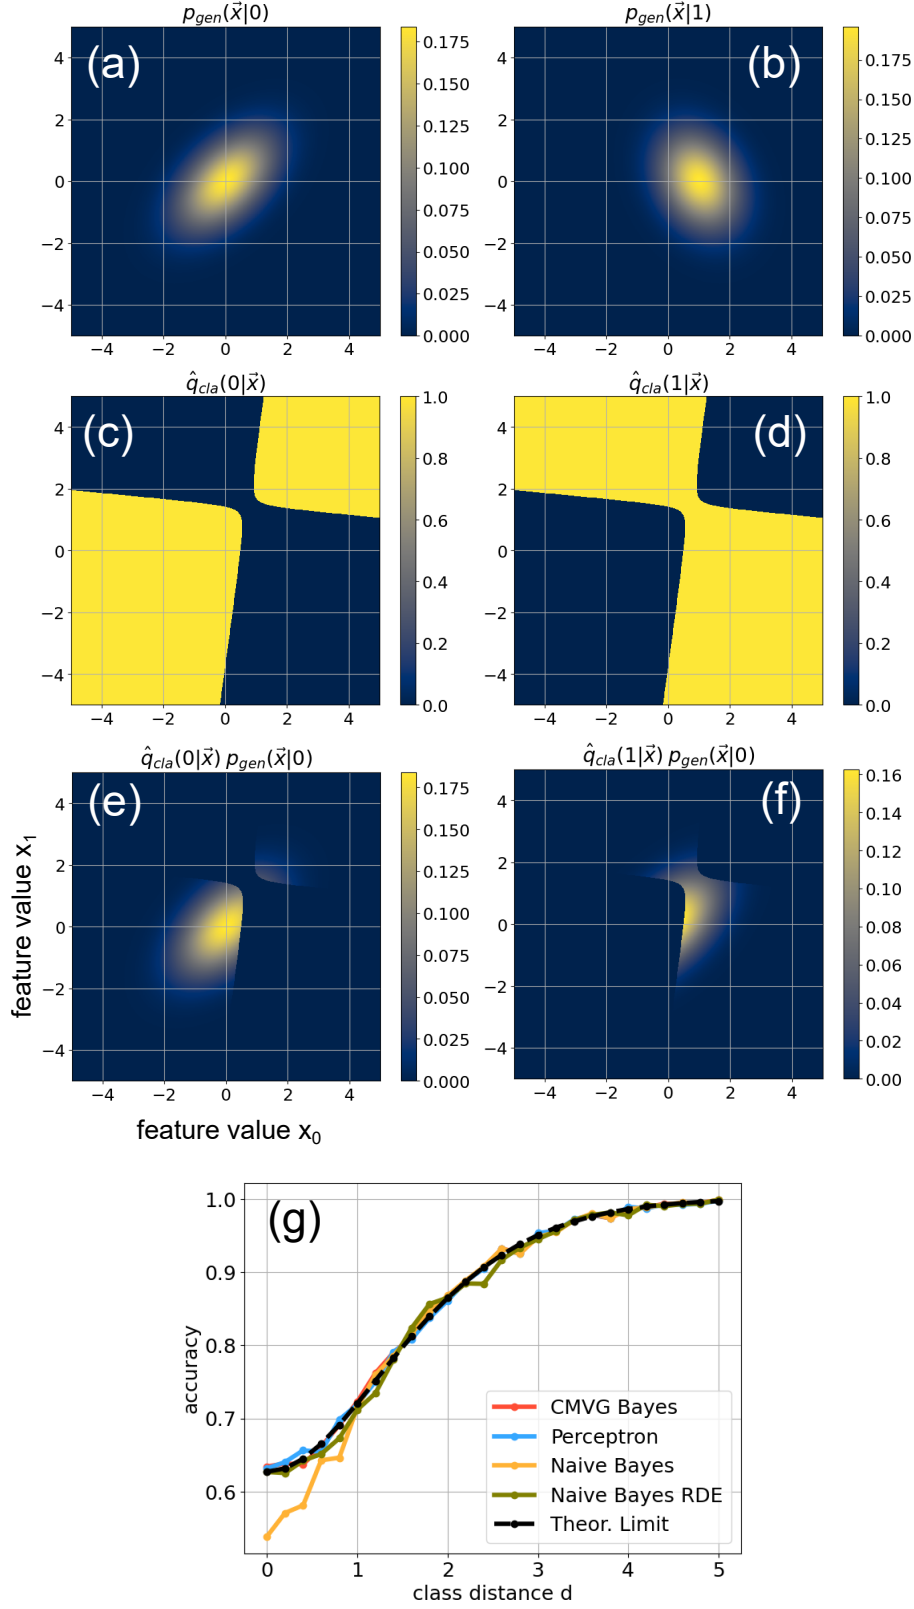 p_gen(x⃗|0)
p_gen(x⃗|1)
(a)
4
2
0
−2
−4
−4 −2 0 2 4
0.175
0.150
0.125
0.100
0.075
0.050
0.025
0.000
(b)
4
2
0
−2
−4
−4 −2 0 2 4
0.175
0.150
0.125
0.100
0.075
0.050
0.025
0.000
q̂_cla(0|x⃗)
q̂_cla(1|x⃗)
(c)
4
2
0
−2
−4
−4 −2 0 2 4
1.0
0.8
0.6
0.4
0.2
0.0
(d)
4
2
0
−2
−4
−4 −2 0 2 4
1.0
0.8
0.6
0.4
0.2
0.0
q̂_cla(0|x⃗) p_gen(x⃗|0)
q̂_cla(1|x⃗) p_gen(x⃗|0)
(e)
4
2
0
−2
−4
−4 −2 0 2 4
0.175
0.150
0.125
0.100
0.075
0.050
0.025
0.000
(f)
4
2
0
−2
−4
−4 −2 0 2 4
0.16
0.14
0.12
0.10
0.08
0.06
0.04
0.02
0.00
feature value x₁
feature value x₀
(g)
1.0
0.9
0.8
0.7
0.6
accuracy
CMVG Bayes
Perceptron
Naive Bayes
Naive Bayes RDE
Theor. Limit
0 1 2 3 4 5
class distance d